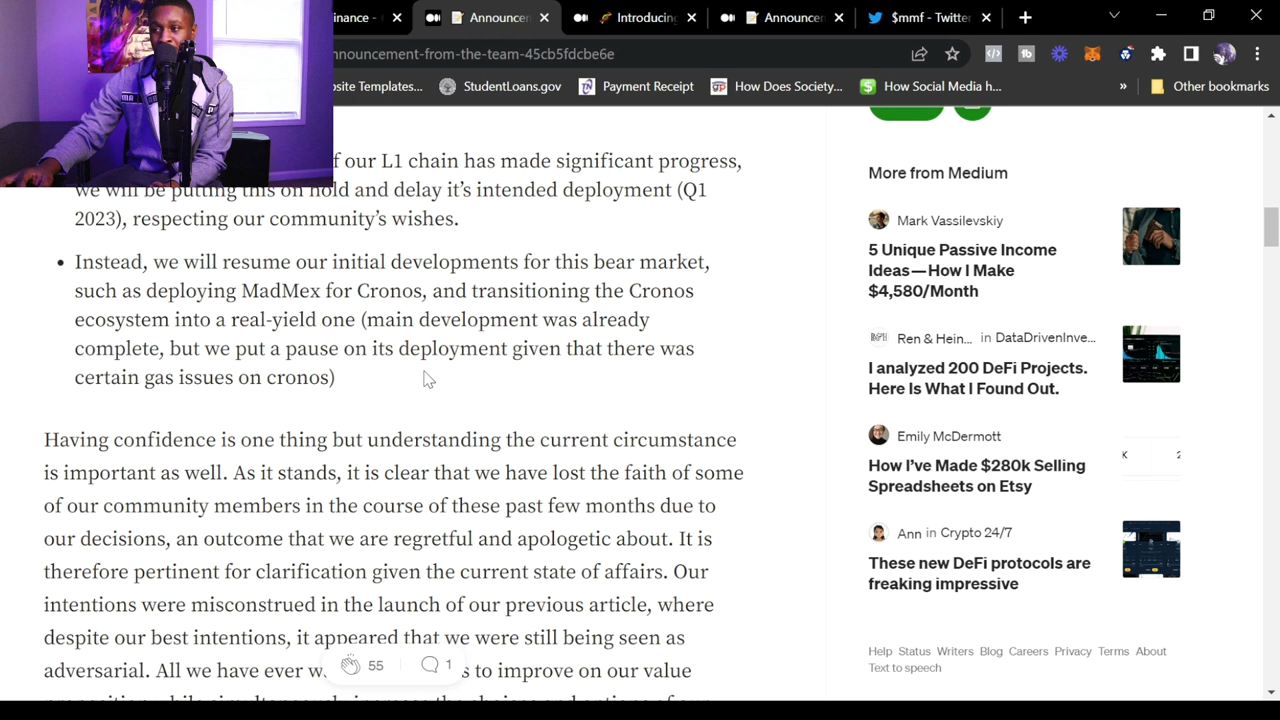 inance -
Announce
Introducing
Announcer
$mmf - Twitter
nnouncement-from-the-team-45cb5fdcbe6e
site Templates...
StudentLoans.gov
Payment Receipt
How Does Soc...
How Social Media h...
»
Other bookmarks
f our L1 chain has made significant progress,
we will be putting this on hold and delay it's intended deployment (Q1
2023), respecting our community's wishes.
• Instead, we will resume our initial developments for this bear market,
such as deploying MadMex for Cronos, and transitioning the Cronos
ecosystem into a real-yield one (main development was already
complete, but we put a pause on its deployment given that there was
certain gas issues on cronos)
Having confidence is one thing but understanding the current circumstance
is important as well. As it stands, it is clear that we have lost the faith of some
of our community members in the course of these past few months due to
our decisions, an outcome that we are regretful and apologetic about. It is
therefore pertinent for clarification given the current state of affairs. Our
intentions were misconstrued in the launch of our previous article, where
despite our best intentions, it appeared that we were still being seen as
adversarial. All we have ever w
s to improve on our value
55
1
More from Medium
Mark Vassilevskiy
5 Unique Passive Income
Ideas — How I Make
$4,580/Month
Ren & Hein... in DataDrivenInve...
I analyzed 200 DeFi Projects.
Here Is What I Found Out.
Emily McDermott
How I've Made $280k Selling
Spreadsheets on Etsy
Ann in Crypto 24/7
These new DeFi protocols are
freaking impressive
Help Status Writers Blog Careers Privacy Terms About
Text to speech